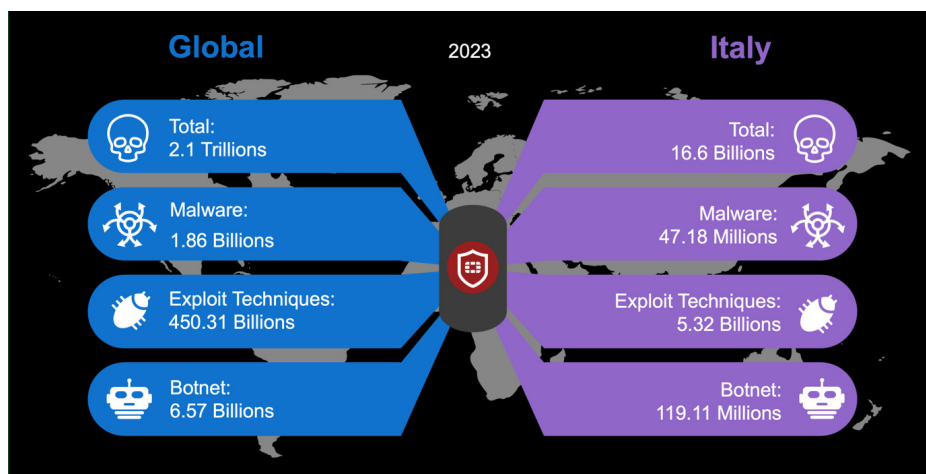 Global
2023
Italy
Total:
2.1 Trillions
Malware:
1.86 Billions
Exploit Techniques:
450.31 Billions
Botnet:
6.57 Billions
Total:
16.6 Billions
Malware:
47.18 Millions
Exploit Techniques:
5.32 Billions
Botnet:
119.11 Millions